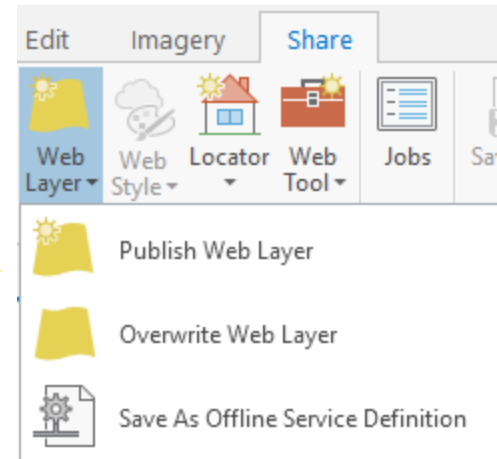 Edit Imagery Share
Web Locator Web Jobs
Layer Style Tool
Web
Publish Web Layer
Overwrite Web Layer
Save As Offline Service Definition